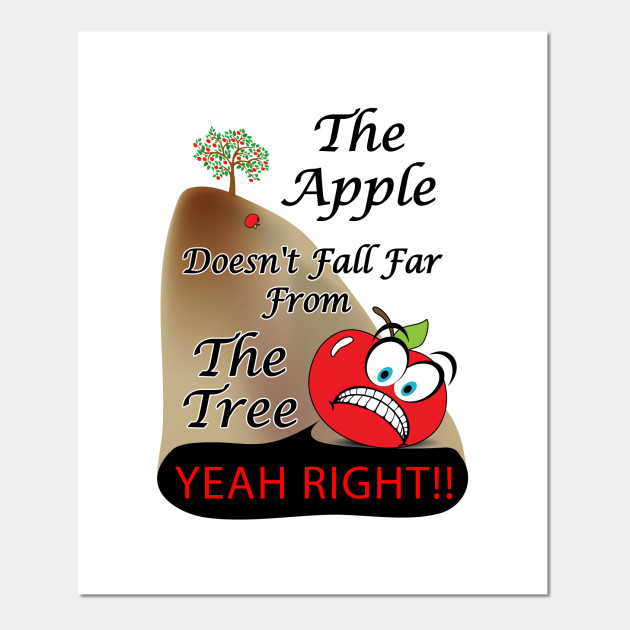 The
Apple
Doesn't Fall Far
From
The
Tree
YEAH RIGHT!!